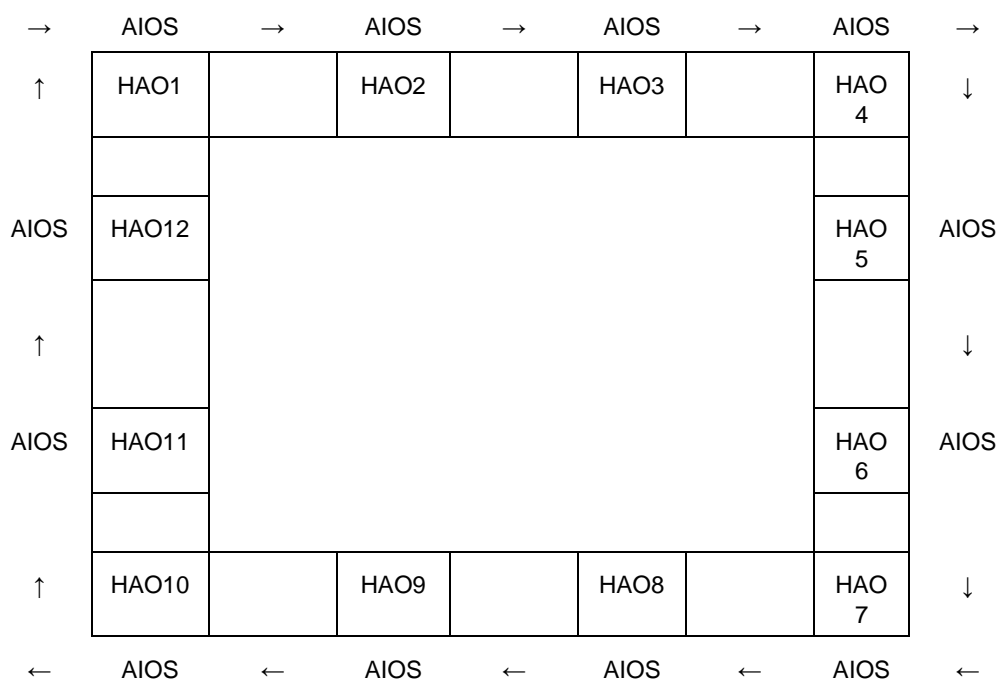 → AIOS → AIOS → AIOS → AIOS →
↑ HAO1 HAO2 HAO3 HAO
4 ↓
AIOS HAO12 HAO
5 AIOS
↑ ↓
AIOS HAO11 HAO
6 AIOS
↑ HAO10 HAO9 HAO8 HAO
7 ↓
← AIOS ← AIOS ← AIOS ← AIOS ←